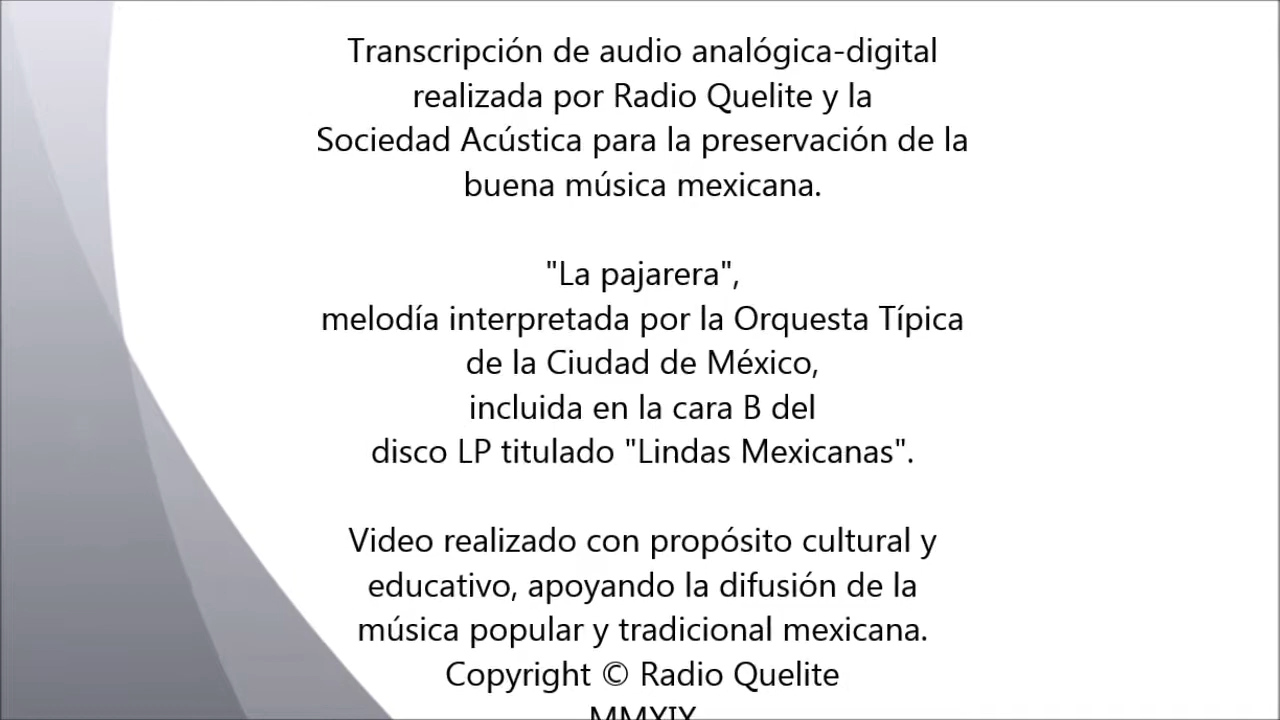 Transcripción de audio analógica-digital
realizada por Radio Quelite y la
Sociedad Acústica para la preservación de la
buena música mexicana.
"La pajarera",
melodía interpretada por la Orquesta Típica
de la Ciudad de México,
incluida en la cara B del
disco LP titulado "Lindas Mexicanas".
Video realizado con propósito cultural y
educativo, apoyando la difusión de la
música popular y tradicional mexicana.
Copyright © Radio Quelite
MMXIX